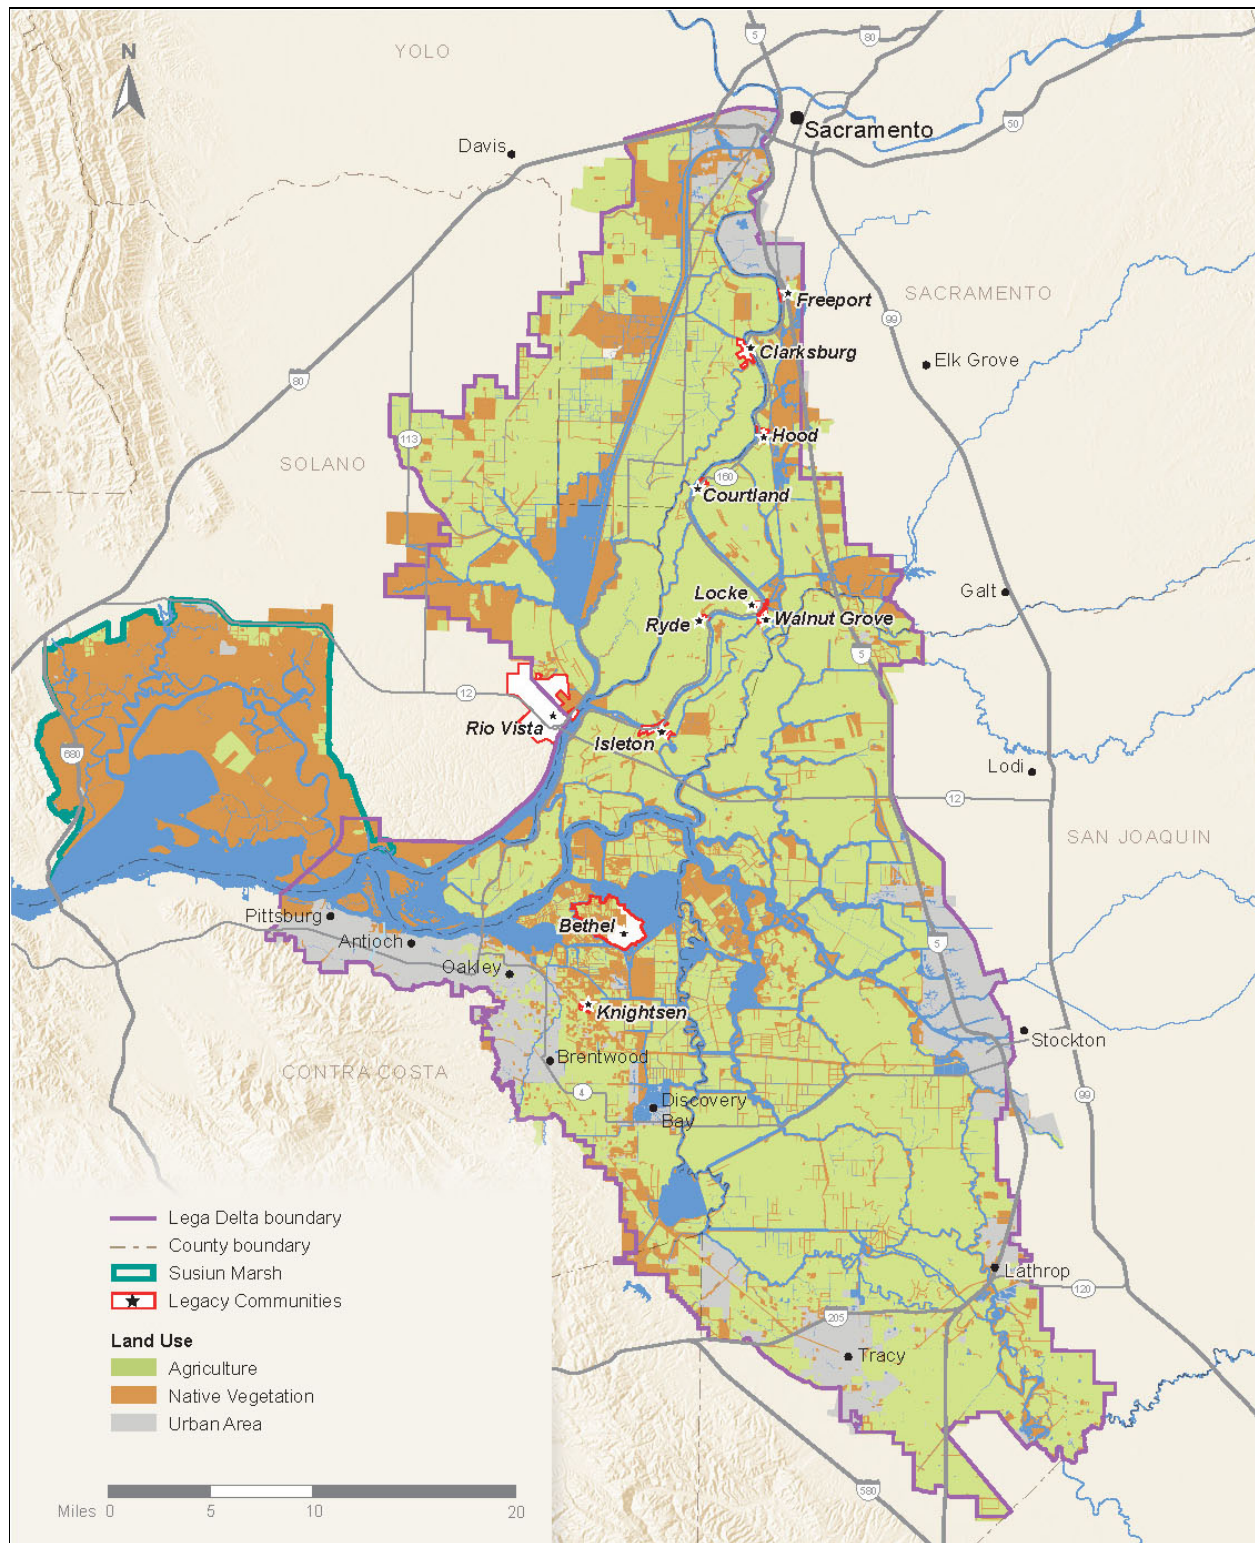 N
YOLO
5
80
Sacramento
50
Davis
Freeport
SACRAMENTO
99
Clarksburg
Elk Grove
80
113
Hood
SOLANO
160
Courtland
Locke
Galt
Ryde
Walnut Grove
5
12
Rio Vista
Isleton
680
Lodi
12
SAN JOAQUIN
Pittsburg
Bethel
Antioch
5
Oakley
Knightsen
Stockton
Brentwood
CONTRA COSTA
4
99
Discovery
Bay
Lega Delta boundary
County boundary
Susiun Marsh
Lathrop
120
Legacy Communities
205
Land Use
Tracy
Agriculture
Native Vegetation
Urban Area
580
Miles 0 5 10 20